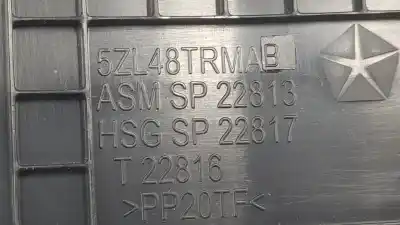 5ZL48TRMAB
ASM SP 22813
HSG SP 22817
T 22816
>PP20TF<